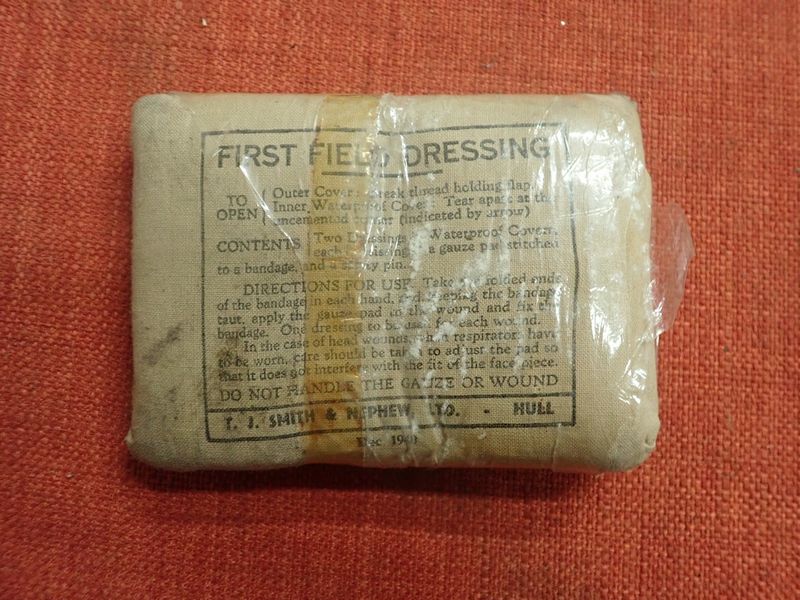 FIRST FIELD DRESSING
TO OPEN
Outer Cover: Break thread holding flap.
Inner Waterproof Cover: Tear apart at the
uncemented corner (indicated by arrow)
CONTENTS
Two Dressings in Waterproof Covers,
each consisting of a gauze pad stitched
to a bandage, and a safety pin.
DIRECTIONS FOR USE. Take the folded ends
of the bandage in each hand, and keeping the bandage
taut, apply the gauze pad to the wound and fix the
bandage. One dressing to be used for each wound.
In the case of head wounds when respirators have
to be worn, care should be taken to adjust the pad so
that it does not interfere with the fit of the face-piece.
DO NOT HANDLE THE GAUZE OR WOUND
T. J. SMITH & NEPHEW, LTD. - HULL
Dec